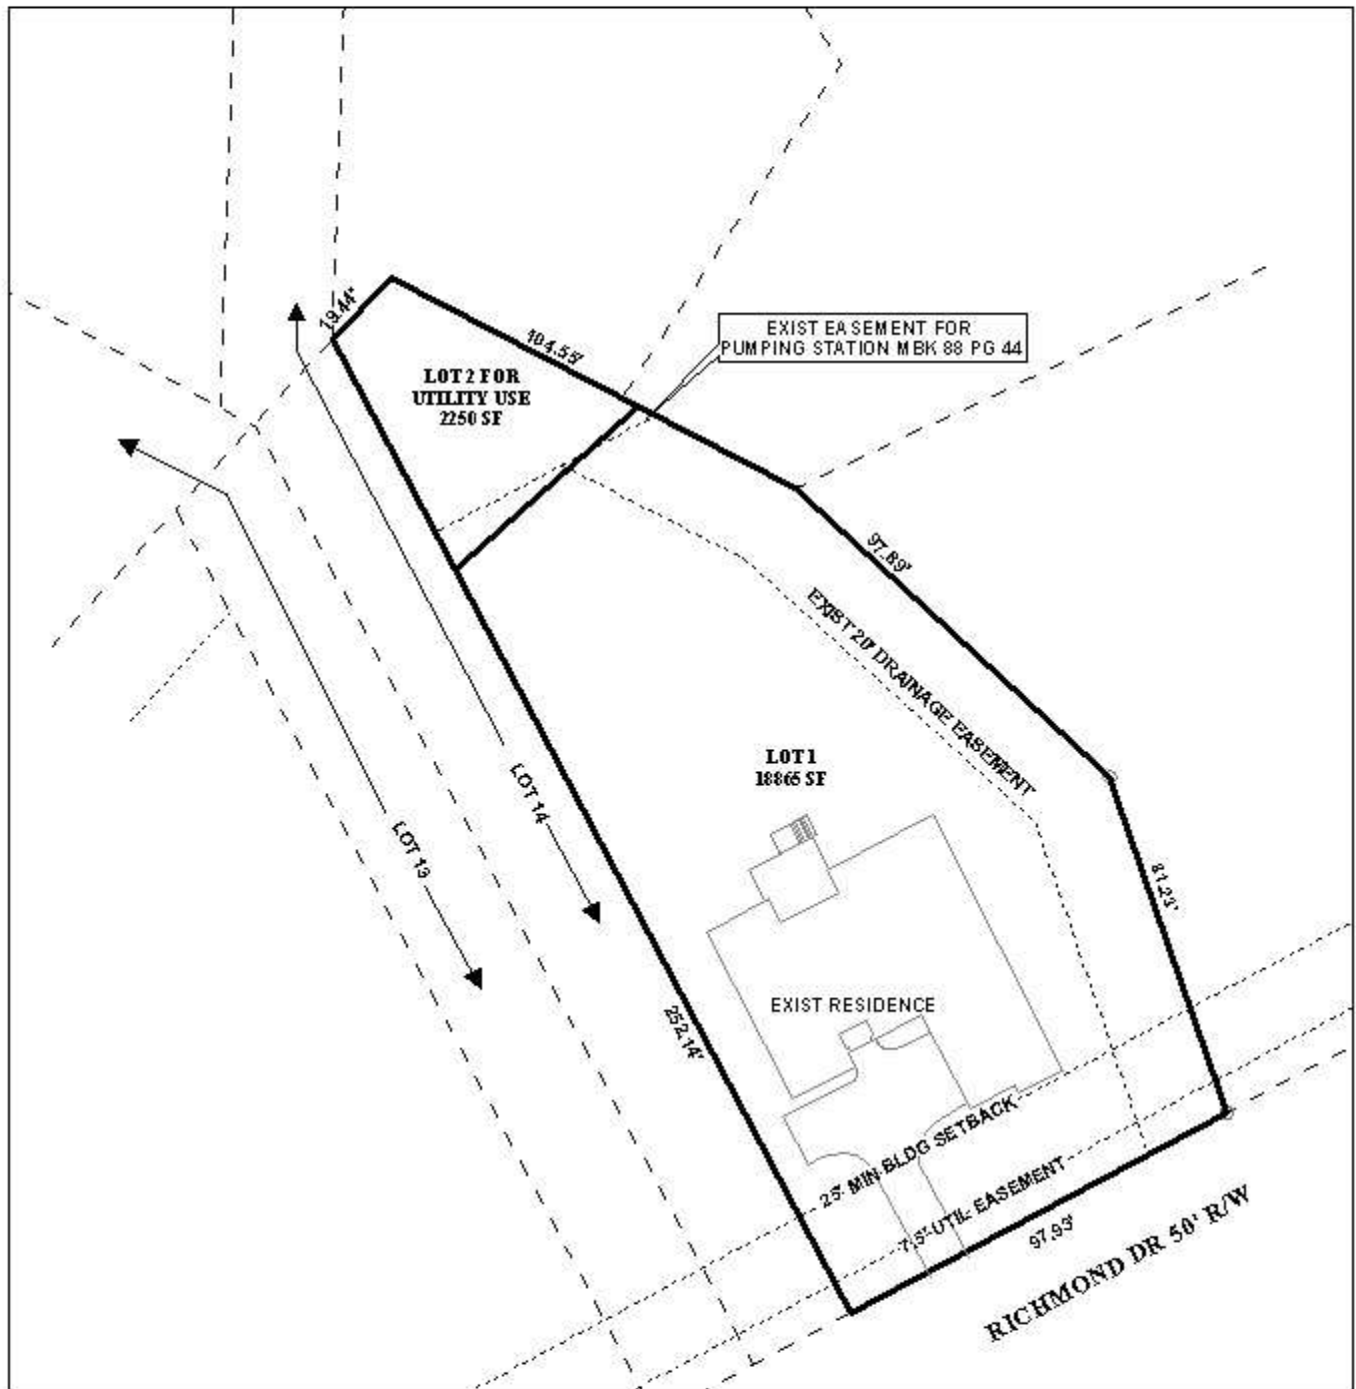 19.44'
104.55'
EXIST EASEMENT FOR
PUMPING STATION MBK 88 PG 44
LOT 2 FOR
UTILITY USE
2250 SF
97.89'
EXIST 20' DRAINAGE EASEMENT
LOT 1
18865 SF
LOT 14
LOT 13
81.23'
EXIST RESIDENCE
252.14'
25' MIN BLDG SETBACK
7.5' UTIL EASEMENT
97.93'
RICHMOND DR 50' R/W